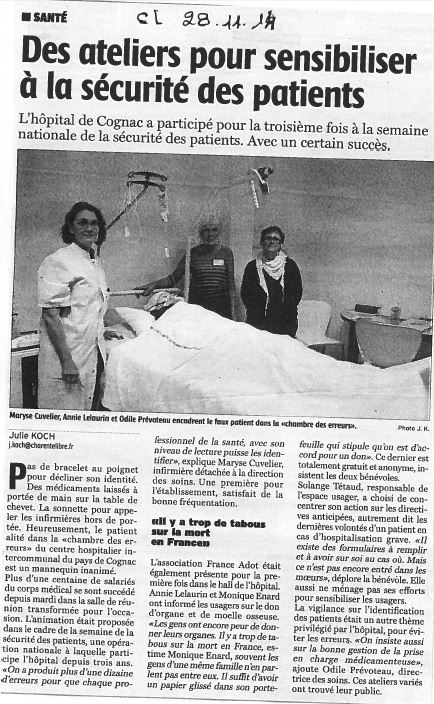 ■ SANTÉ
CL 28.11.14
Des ateliers pour sensibiliser
à la sécurité des patients
L'hôpital de Cognac a participé pour la troisième fois à la semaine
nationale de la sécurité des patients. Avec un certain succès.
Maryse Cuvelier, Annie Lelaurin et Odile Prévoteau encadrent le faux patient dans la «chambre des erreurs».
Photo J. K.
Julie KOCH
j.koch@charentelibre.fr
Pas de bracelet au poignet
pour décliner son identité.
Des médicaments laissés à
portée de main sur la table de
chevet. La sonnette pour appe-
ler les infirmières hors de por-
tée. Heureusement, le patient
alité dans la «chambre des er-
reurs» du centre hospitalier in-
tercommunal du pays de Cognac
est un mannequin inanimé.
Plus d'une centaine de salariés
du corps médical se sont succédé
depuis mardi dans la salle de réu-
nion transformée pour l'occa-
sion. L'animation était proposée
dans le cadre de la semaine de la
sécurité des patients, une opéra-
tion nationale à laquelle parti-
cipe l'hôpital depuis trois ans.
«On a produit plus d'une dizaine
d'erreurs pour que chaque pro-
fessionnel de la santé, avec son
niveau de lecture puisse les iden-
tifier», explique Maryse Cuvelier,
infirmière détachée à la direction
des soins. Une première pour
l'établissement, satisfait de la
bonne fréquentation.
«Il y a trop de tabous
sur la mort
en France»
L'association France Adot était
également présente pour la pre-
mière fois dans le hall de l'hôpital.
Annie Lelaurin et Monique Enard
ont informé les usagers sur le don
d'organe et de moelle osseuse.
«Les gens ont encore peur de don-
ner leurs organes. Il y a trop de ta-
bous sur la mort en France, es-
time Monique Enard, souvent les
gens d'une même famille n'en par-
lent pas entre eux. Il suffit d'avoir
un papier glissé dans son porte-
feuille qui stipule qu'on est d'ac-
cord pour un don». Ce dernier est
totalement gratuit et anonyme, in-
sistent les deux bénévoles.
Solange Tétaud, responsable de
l'espace usager, a choisi de con-
centrer son action sur les directi-
ves anticipées, autrement dit les
dernières volontés d'un patient en
cas d'hospitalisation grave. «Il
existe des formulaires à remplir
et à avoir sur soi au cas où. Mais
ce n'est pas encore entré dans les
mœurs», déplore la bénévole. Elle
aussi ne ménage pas ses efforts
pour sensibiliser les usagers.
La vigilance sur l'identification
des patients était un autre thème
privilégié par l'hôpital, pour évi-
ter les erreurs. «On insiste aussi
sur la bonne gestion de la prise
en charge médicamenteuse»,
ajoute Odile Prévoteau, direc-
trice des soins. Ces ateliers variés
ont trouvé leur public.